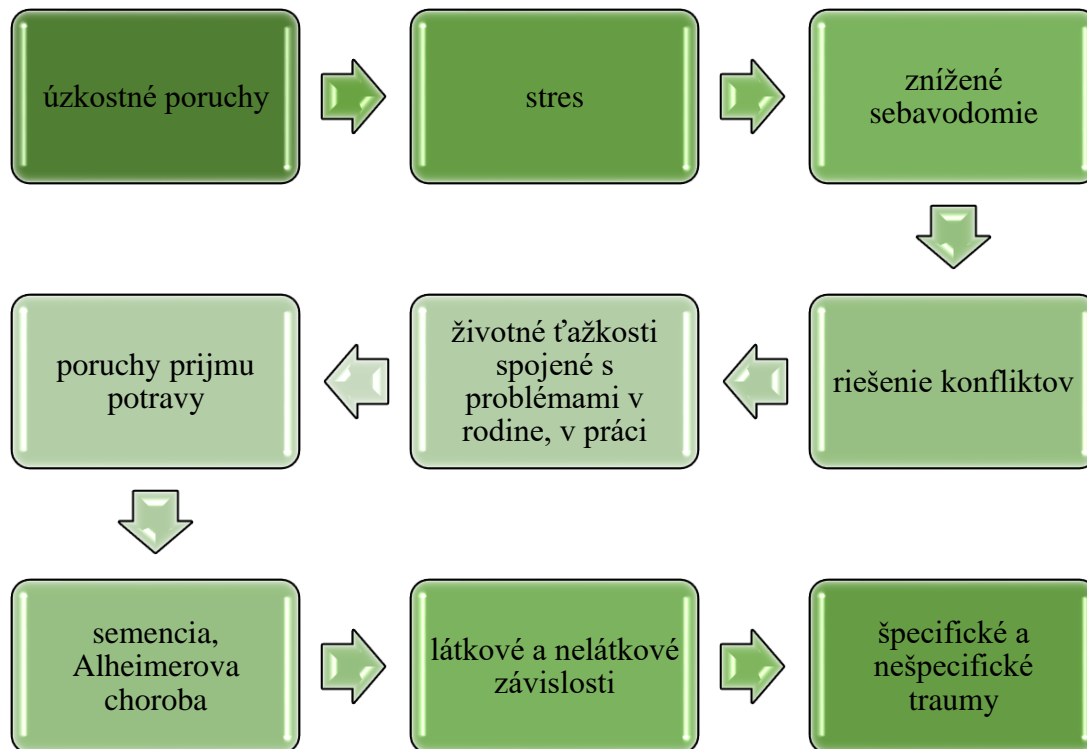 úzkostné poruchy
stres
znížené
sebavodomie
riešenie konfliktov
životné ťažkosti
spojené s
problémami v
rodine, v práci
poruchy prijmu
potravy
semencia,
Alheimerova
choroba
látkové a nelátkové
závislosti
špecifické a
nešpecifické
traumy